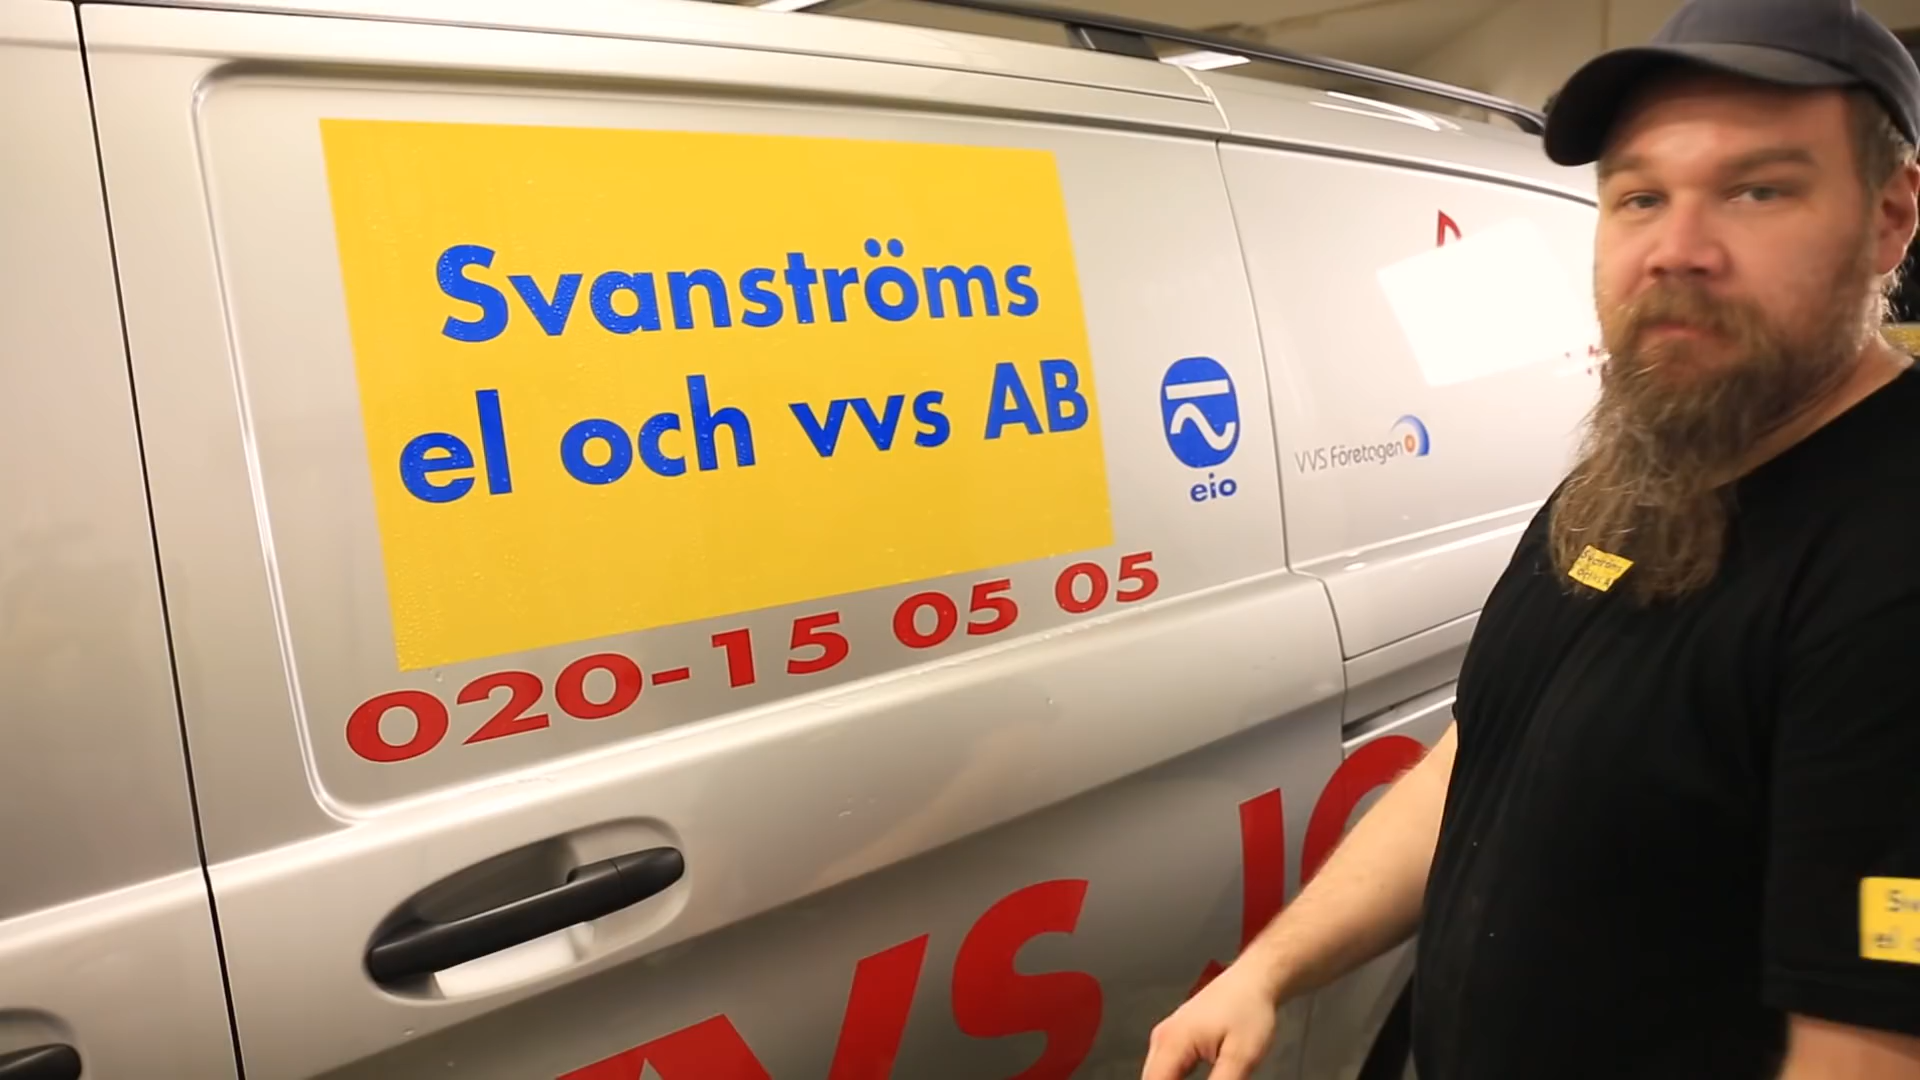 Svanströms
el och vvs AB
020-15 05 05
eio
VVS Företagen